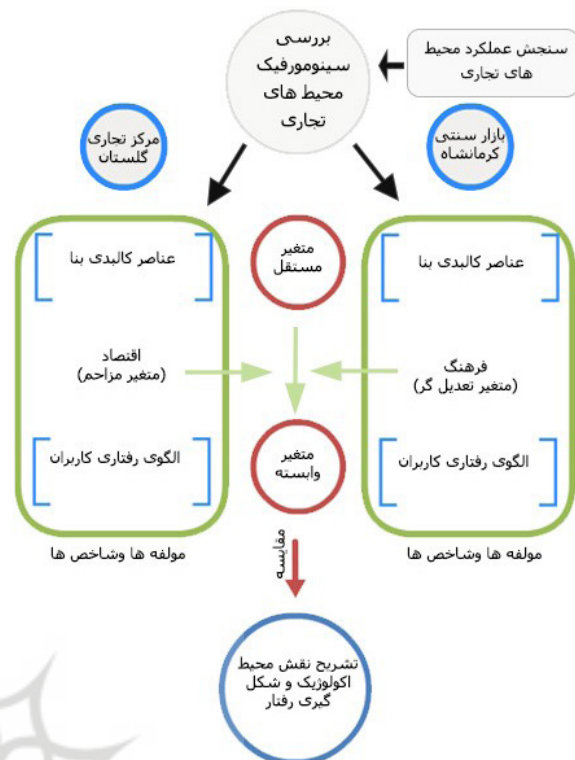 سنجش عملکرد محیط
های تجاری
بررسی
سینومورفیک
محیط های
تجاری
بازار سنتی
کرمانشاه
مرکز تجاری
گلستان
عناصر کالبدی بنا
متغیر
مستقل
عناصر کالبدی بنا
فرهنگ
(متغیر تعدیل گر)
اقتصاد
(متغیر مزاحم)
الگوی رفتاری کاربران
متغیر
وابسته
الگوی رفتاری کاربران
مولفه ها وشاخص ها
مقایسه
مولفه ها وشاخص ها
تشریح نقش محیط
اکولوژیک و شکل
گیری رفتار